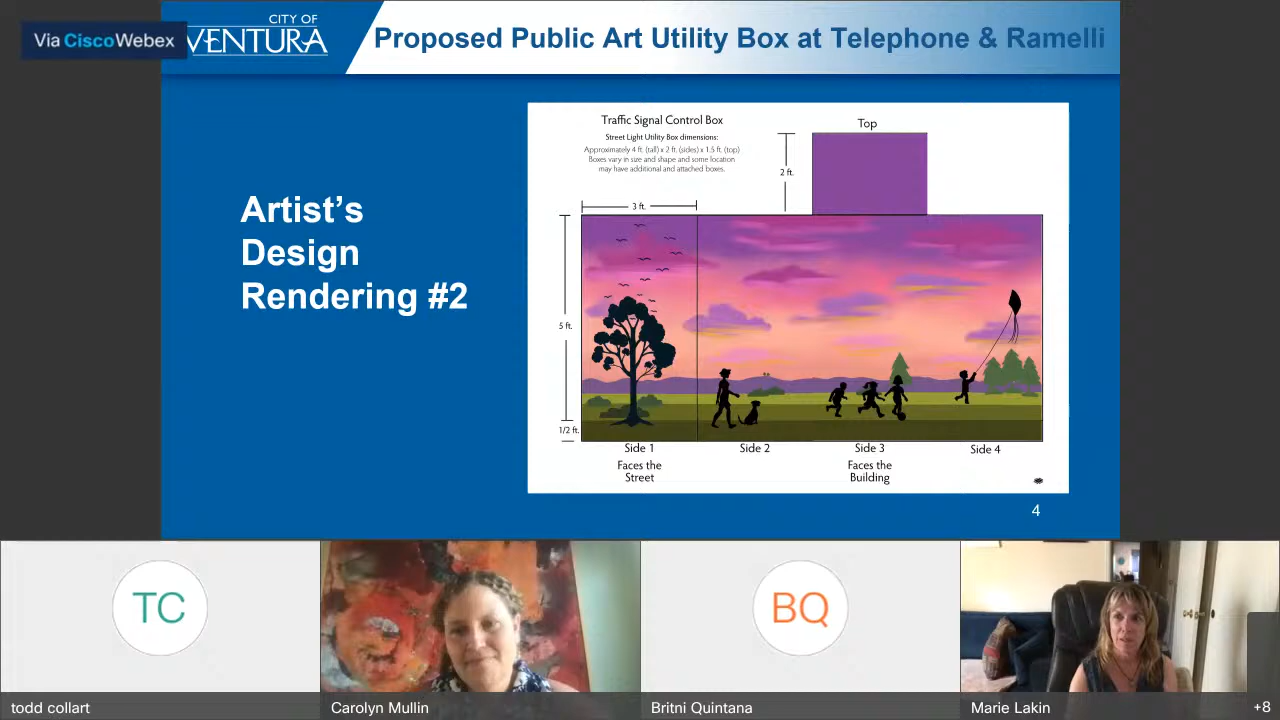 Via Cisco Webex
CITY OF
VENTURA
Proposed Public Art Utility Box at Telephone & Ramelli
Artist's
Design
Rendering #2
Traffic Signal Control Box
Street Light Utility Box dimensions:
Approximately 4 ft. (tall) x 2 ft. (sides) x 1.5 ft. (top)
Boxes vary in size and shape and some location
may have additional and attached boxes.
Top
2 ft.
3 ft.
5 ft.
1/2 ft.
Side 1
Faces the
Street
Side 2
Side 3
Faces the
Building
Side 4
4
TC
BQ
todd collart
Carolyn Mullin
Britni Quintana
Marie Lakin
+8